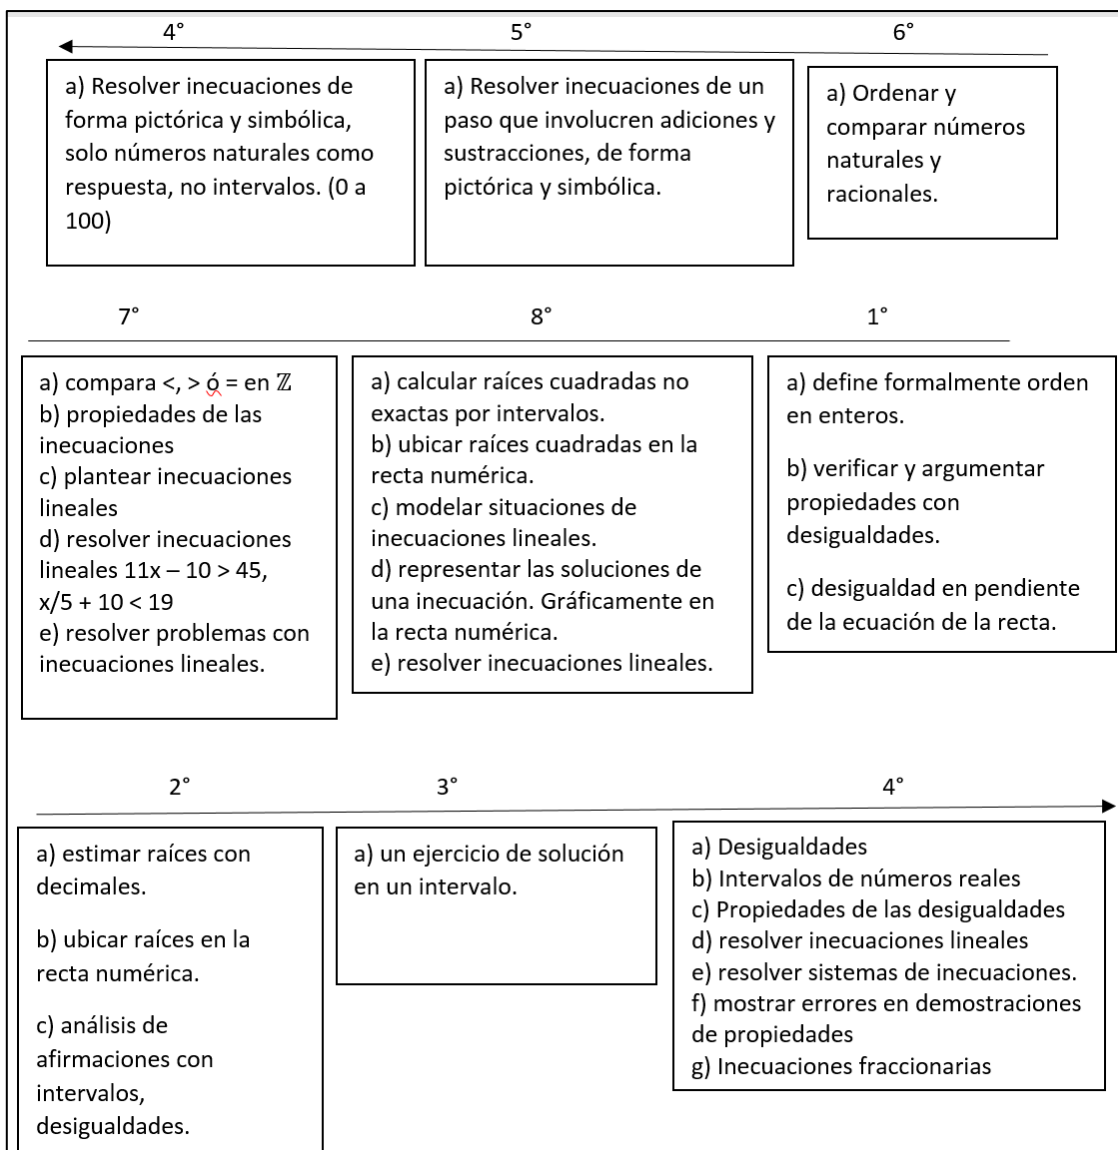 4° 5° 6°
a) Resolver inecuaciones de
forma pictórica y simbólica,
solo números naturales como
respuesta, no intervalos. (0 a
100)
a) Resolver inecuaciones de un
paso que involucren adiciones y
sustracciones, de forma
pictórica y simbólica.
a) Ordenar y
comparar números
naturales y
racionales.
7° 8° 1°
a) compara <, > ó = en ℤ
b) propiedades de las
inecuaciones
c) plantear inecuaciones
lineales
d) resolver inecuaciones
lineales 11x – 10 > 45,
x/5 + 10 < 19
e) resolver problemas con
inecuaciones lineales.
a) calcular raíces cuadradas no
exactas por intervalos.
b) ubicar raíces cuadradas en la
recta numérica.
c) modelar situaciones de
inecuaciones lineales.
d) representar las soluciones de
una inecuación. Gráficamente en
la recta numérica.
e) resolver inecuaciones lineales.
a) define formalmente orden
en enteros.
b) verificar y argumentar
propiedades con
desigualdades.
c) desigualdad en pendiente
de la ecuación de la recta.
2° 3° 4°
a) estimar raíces con
decimales.
b) ubicar raíces en la
recta numérica.
c) análisis de
afirmaciones con
intervalos,
desigualdades.
a) un ejercicio de solución
en un intervalo.
a) Desigualdades
b) Intervalos de números reales
c) Propiedades de las desigualdades
d) resolver inecuaciones lineales
e) resolver sistemas de inecuaciones.
f) mostrar errores en demostraciones
de propiedades
g) Inecuaciones fraccionarias